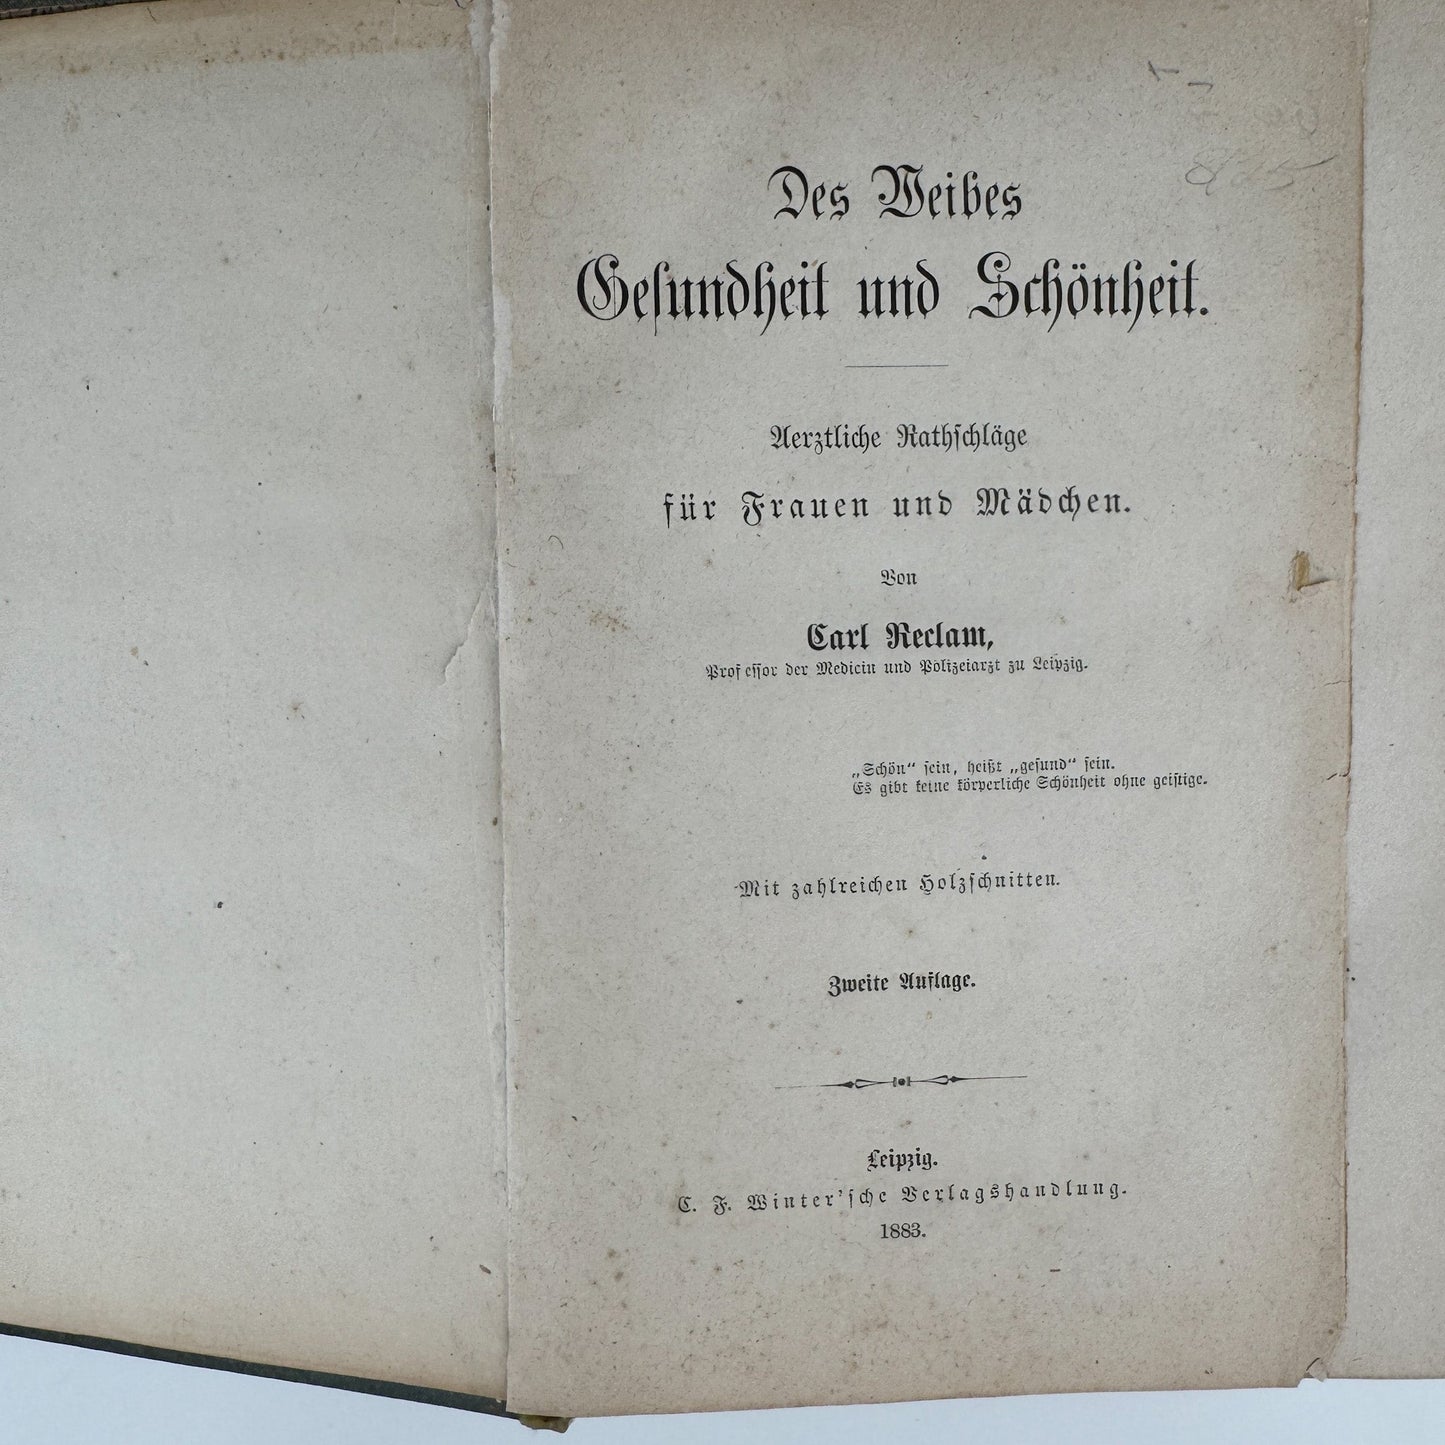 Des Weibes
Gesundheit und Schönheit.
Aerztliche Rathschläge
für Frauen und Mädchen.
Von
Carl Reclam,
Professor der Medicin und Polizeiarzt zu Leipzig.
„Schön“ sein, heißt „gesund“ sein.
Es gibt keine körperliche Schönheit ohne geistige.
Mit zahlreichen Holzschnitten.
Zweite Auflage.
Leipzig.
C. F. Winter'sche Verlagshandlung.
1883.